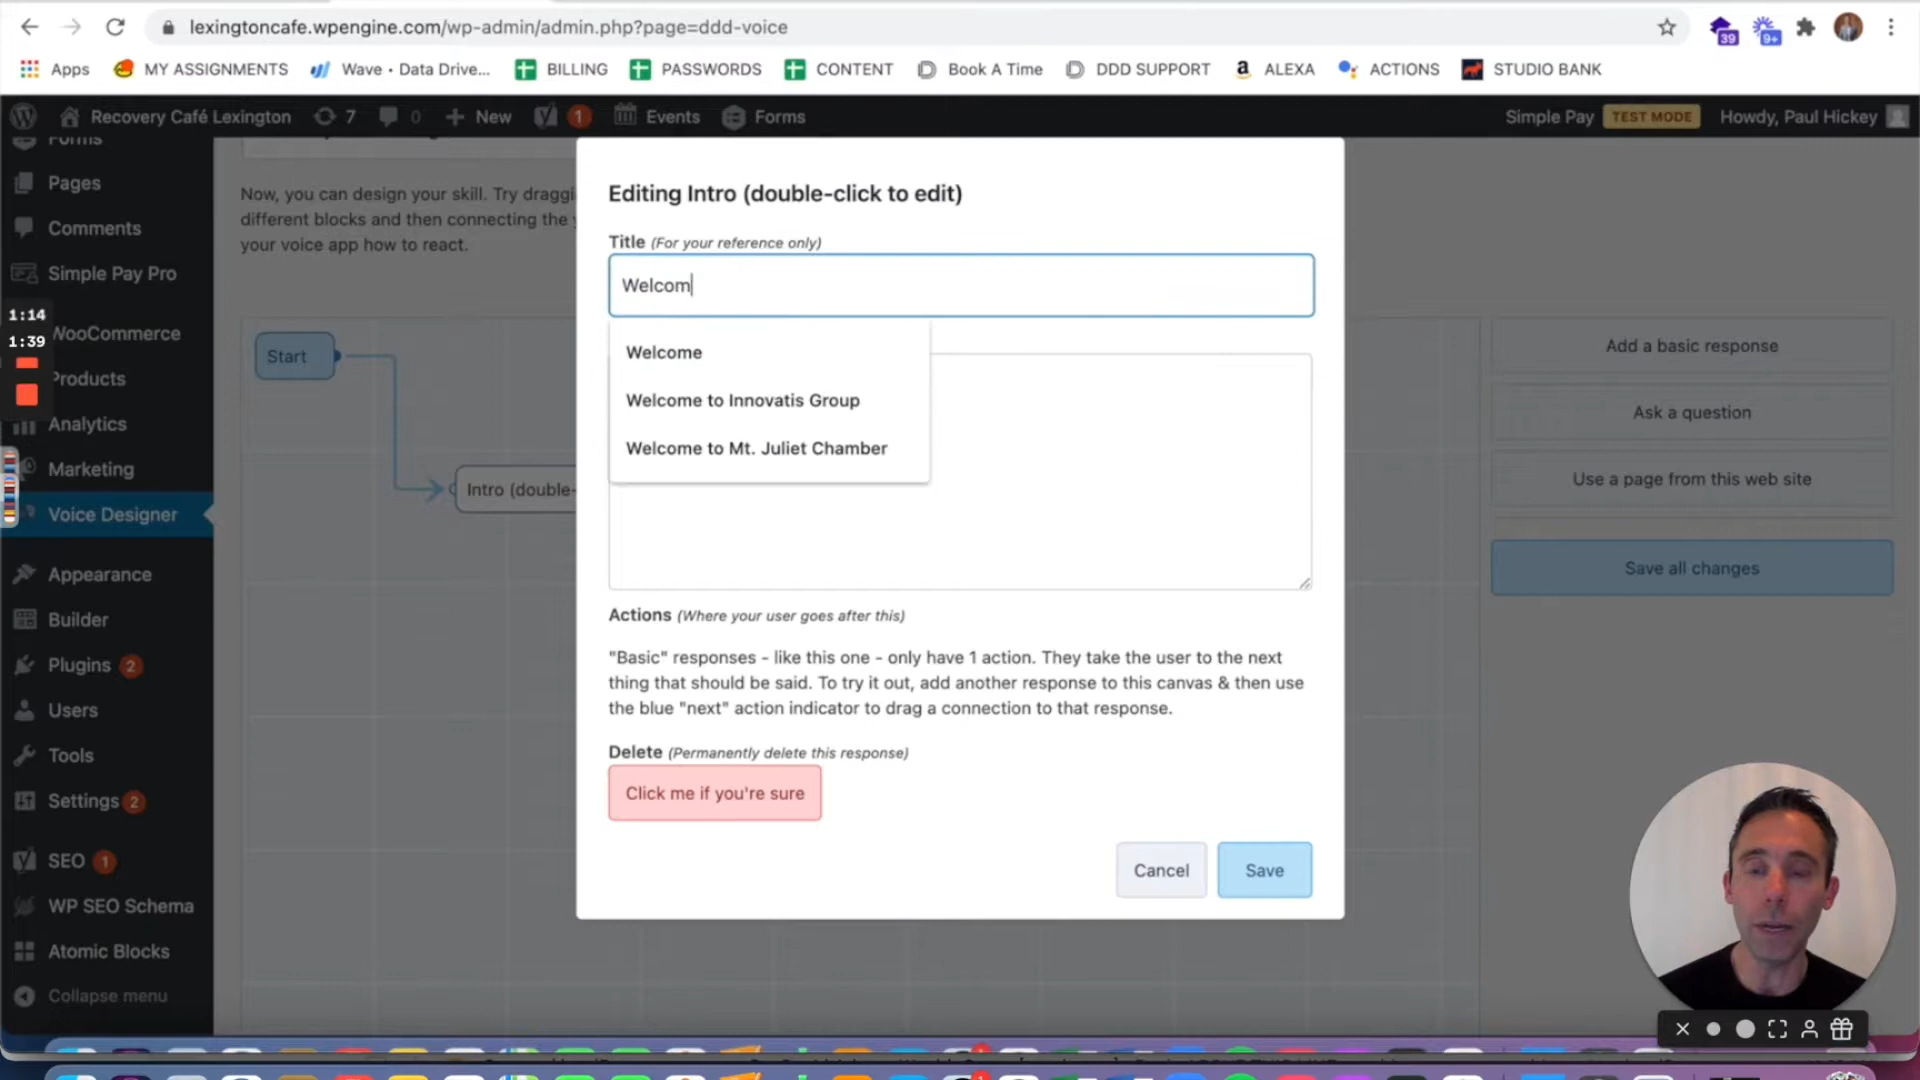 lexingtoncafe.wpengine.com/wp-admin/admin.php?page=ddd-voice
39
9+
Apps
MY ASSIGNMENTS
Wave • Data Drive...
BILLING
PASSWORDS
CONTENT
Book A Time
DDD SUPPORT
ALEXA
ACTIONS
STUDIO BANK
Recovery Café Lexington
7
0
New
1
Events
Forms
Simple Pay
TEST MODE
Howdy, Paul Hickey
Forms
Pages
Comments
Simple Pay Pro
1:14
1:39
WooCommerce
Products
Analytics
Marketing
Voice Designer
Appearance
Builder
Plugins 2
Users
Tools
Settings 2
SEO 1
WP SEO Schema
Atomic Blocks
Collapse menu
Now, you can design your skill. Try draggi
different blocks and then connecting the
your voice app how to react.
Start
Intro (double-
Editing Intro (double-click to edit)
Title (For your reference only)
Welcom
Welcome
Welcome to Innovatis Group
Welcome to Mt. Juliet Chamber
Actions (Where your user goes after this)
"Basic" responses - like this one - only have 1 action. They take the user to the next
thing that should be said. To try it out, add another response to this canvas & then use
the blue "next" action indicator to drag a connection to that response.
Delete (Permanently delete this response)
Click me if you're sure
Cancel
Save
Add a basic response
Ask a question
Use a page from this web site
Save all changes